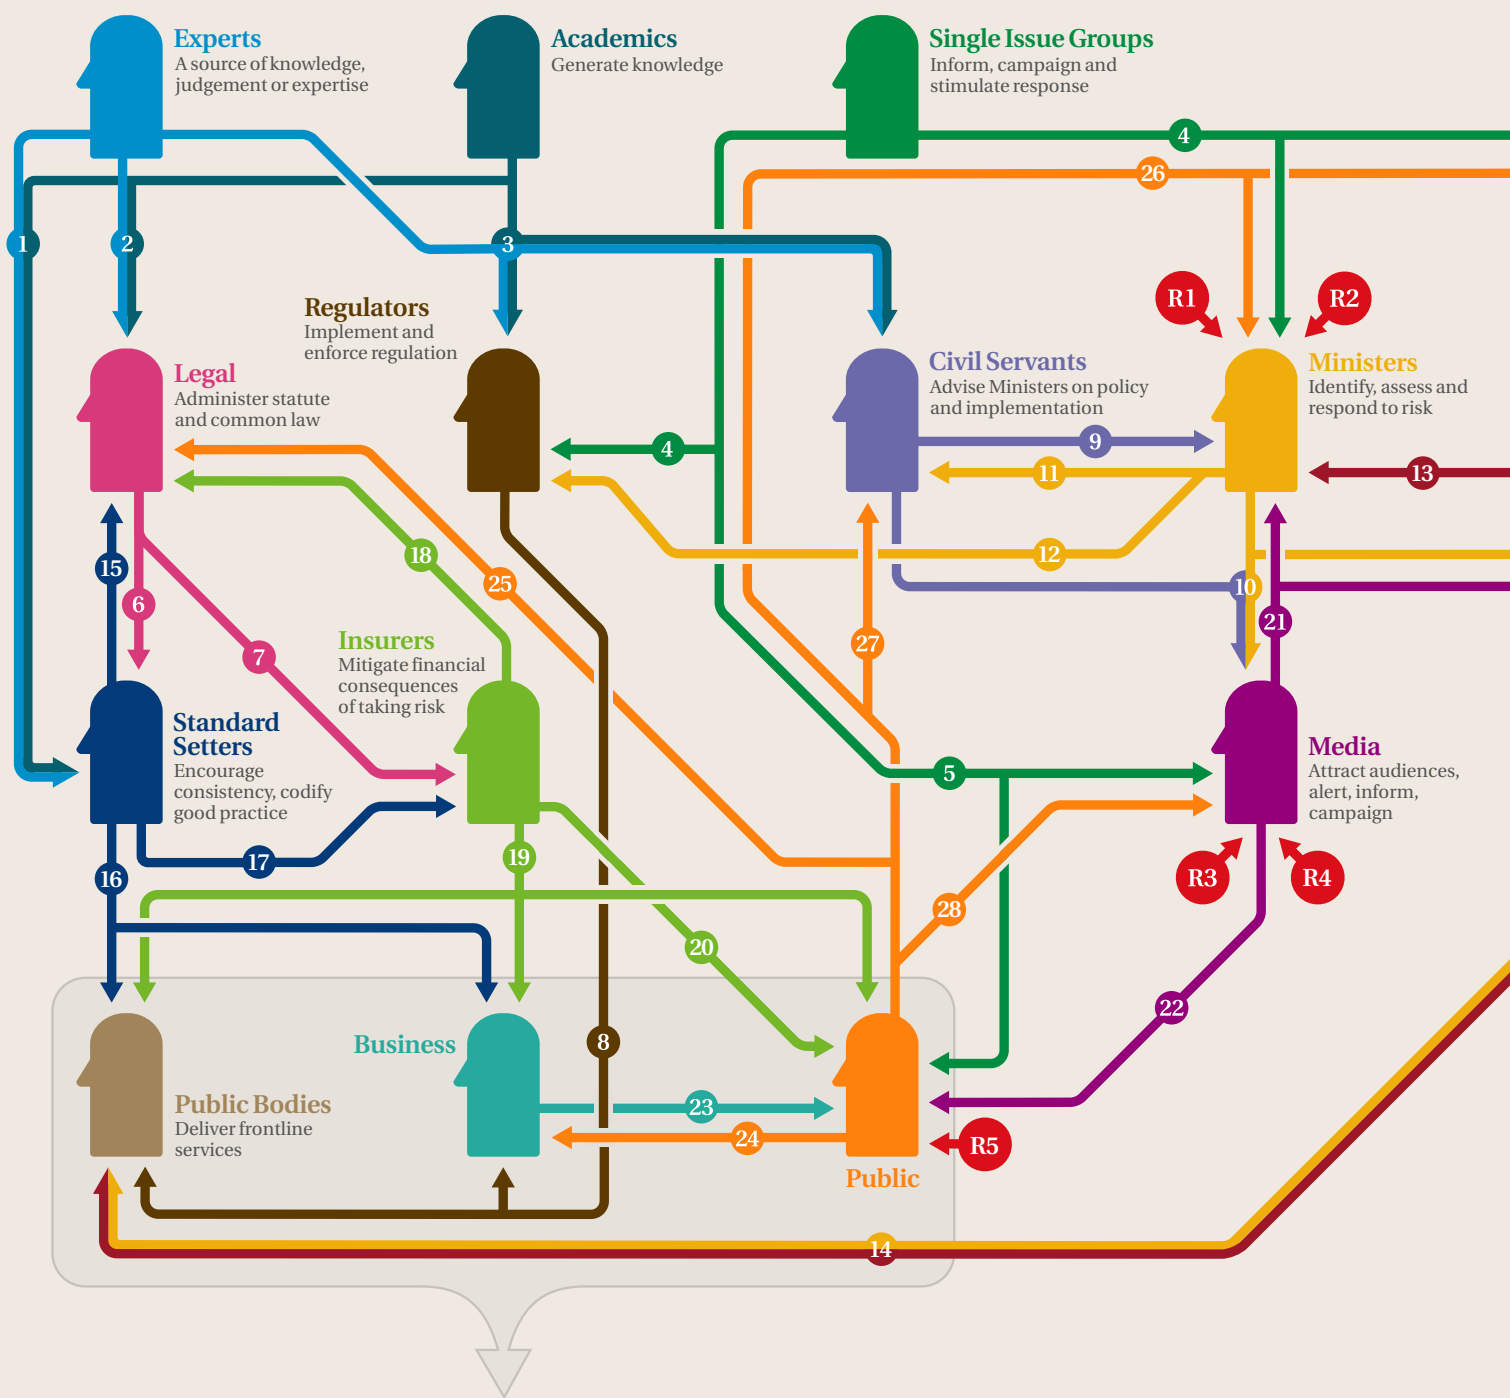 Experts
A source of knowledge,
judgement or expertise
Academics
Generate knowledge
Single Issue Groups
Inform, campaign and
stimulate response
4
26
1
2
3
R1
R2
Regulators
Implement and
enforce regulation
Legal
Administer statute
and common law
Civil Servants
Advise Ministers on policy
and implementation
Ministers
Identify, assess and
respond to risk
4
9
11
13
18
12
15
25
10
6
21
27
7
Insurers
Mitigate financial
consequences
of taking risk
Standard
Setters
Encourage
consistency, codify
good practice
Media
Attract audiences,
alert, inform,
campaign
5
17
19
16
R3
R4
28
20
22
8
Business
Public Bodies
Deliver frontline
services
23
24
R5
Public
14